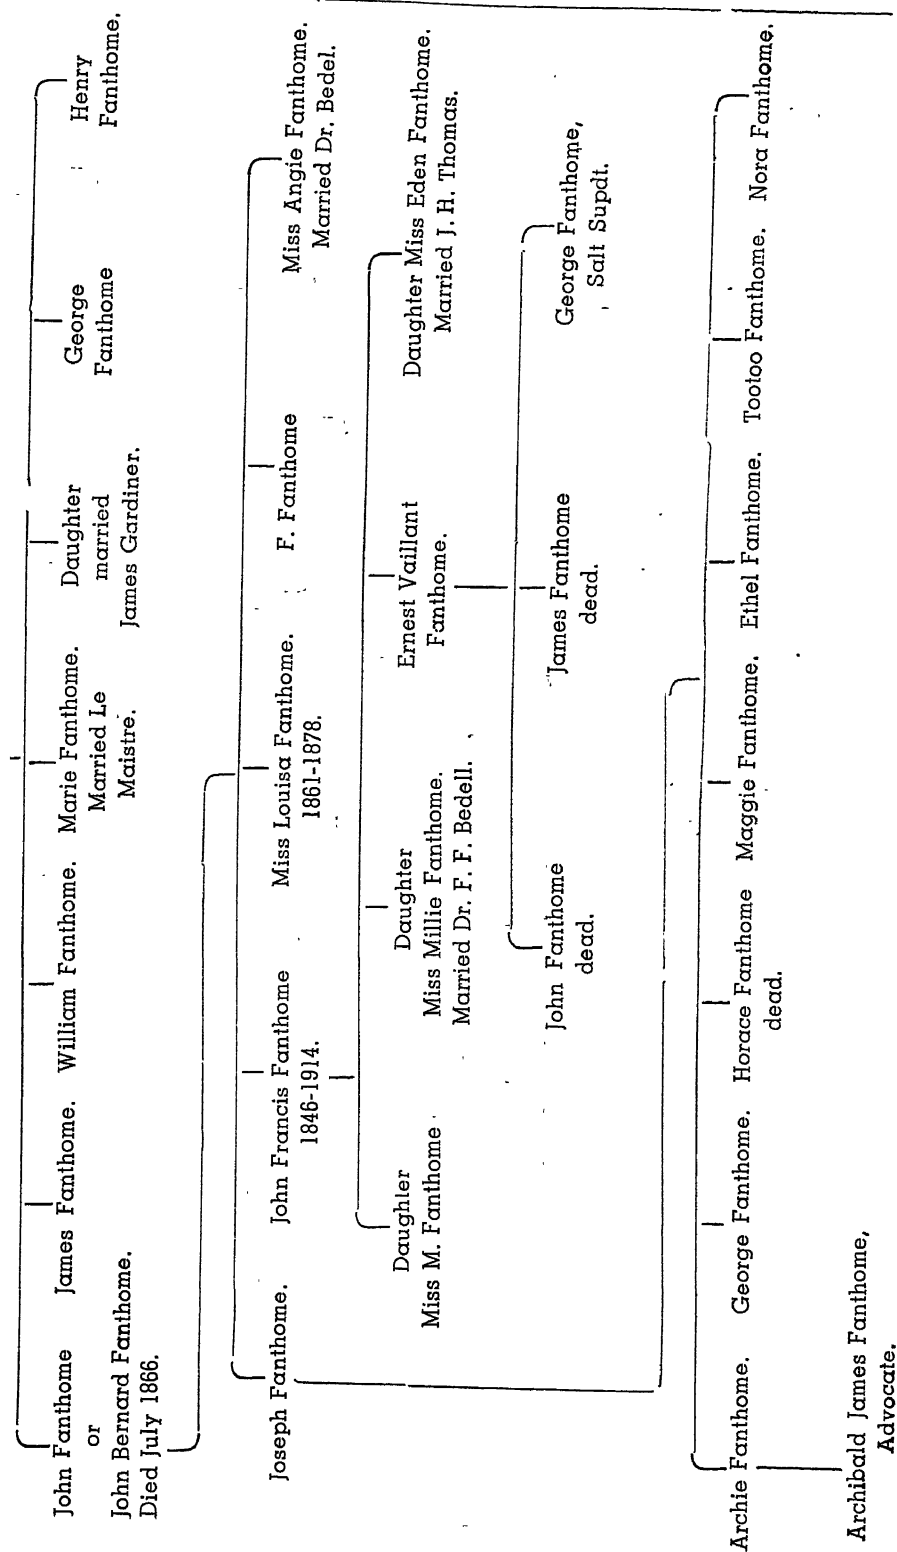 John Fanthome
or
John Bernard Fanthome.
Died July 1866.
James Fanthome.
William Fanthome.
Marie Fanthome.
Married Le
Maistre.
Daughter
married
James Gardiner.
George
Fanthome
Henry
Fanthome.
Joseph Fanthome.
John Francis Fanthome
1846-1914.
Miss Louisa Fanthome.
1861-1878.
F. Fanthome
Miss Angie Fanthome.
Married Dr. Bedel.
Daughter
Miss M. Fanthome
Daughter
Miss Millie Fanthome.
Married Dr. F. F. Bedell.
Ernest Vaillant
Fanthome.
Daughter Miss Eden Fanthome.
Married J. H. Thomas.
John Fanthome
dead.
James Fanthome
dead.
George Fanthome,
Salt Supdt.
Archie Fanthome.
George Fanthome.
Horace Fanthome
dead.
Maggie Fanthome.
Ethel Fanthome.
Tootoo Fanthome.
Nora Fanthome.
Archibald James Fanthome,
Advocate.